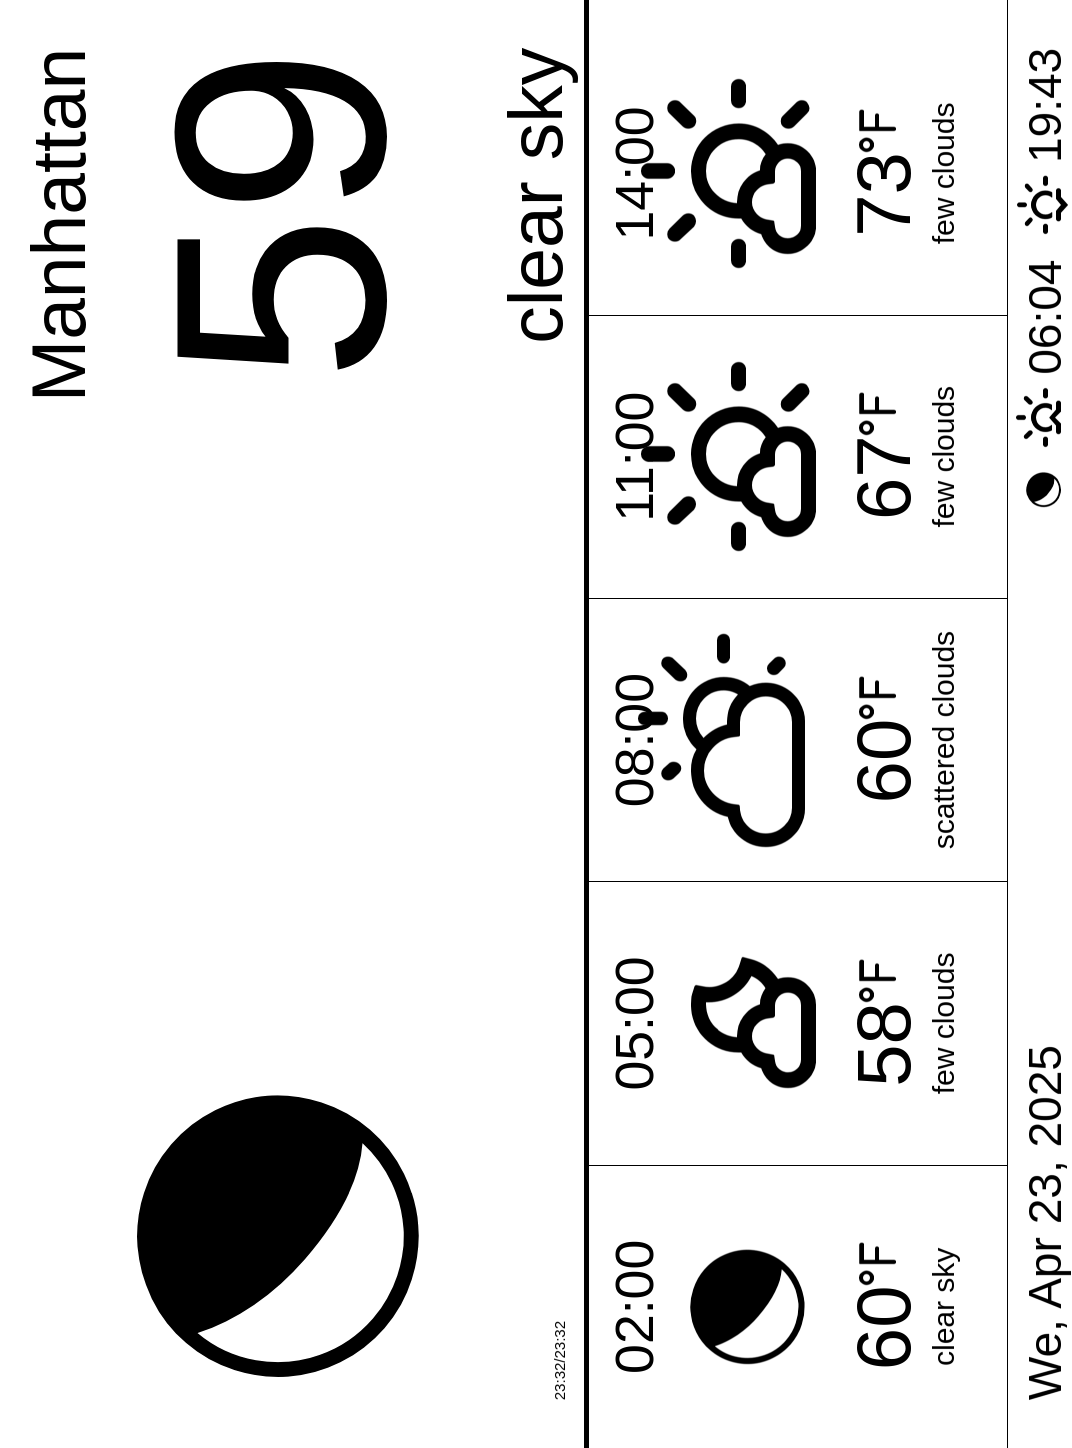 Manhattan
59
clear sky
23:32/23:32
02:00
60°F
clear sky
05:00
58°F
few clouds
08:00
60°F
scattered clouds
11:00
67°F
few clouds
14:00
73°F
few clouds
We, Apr 23, 2025
06:04
19:43